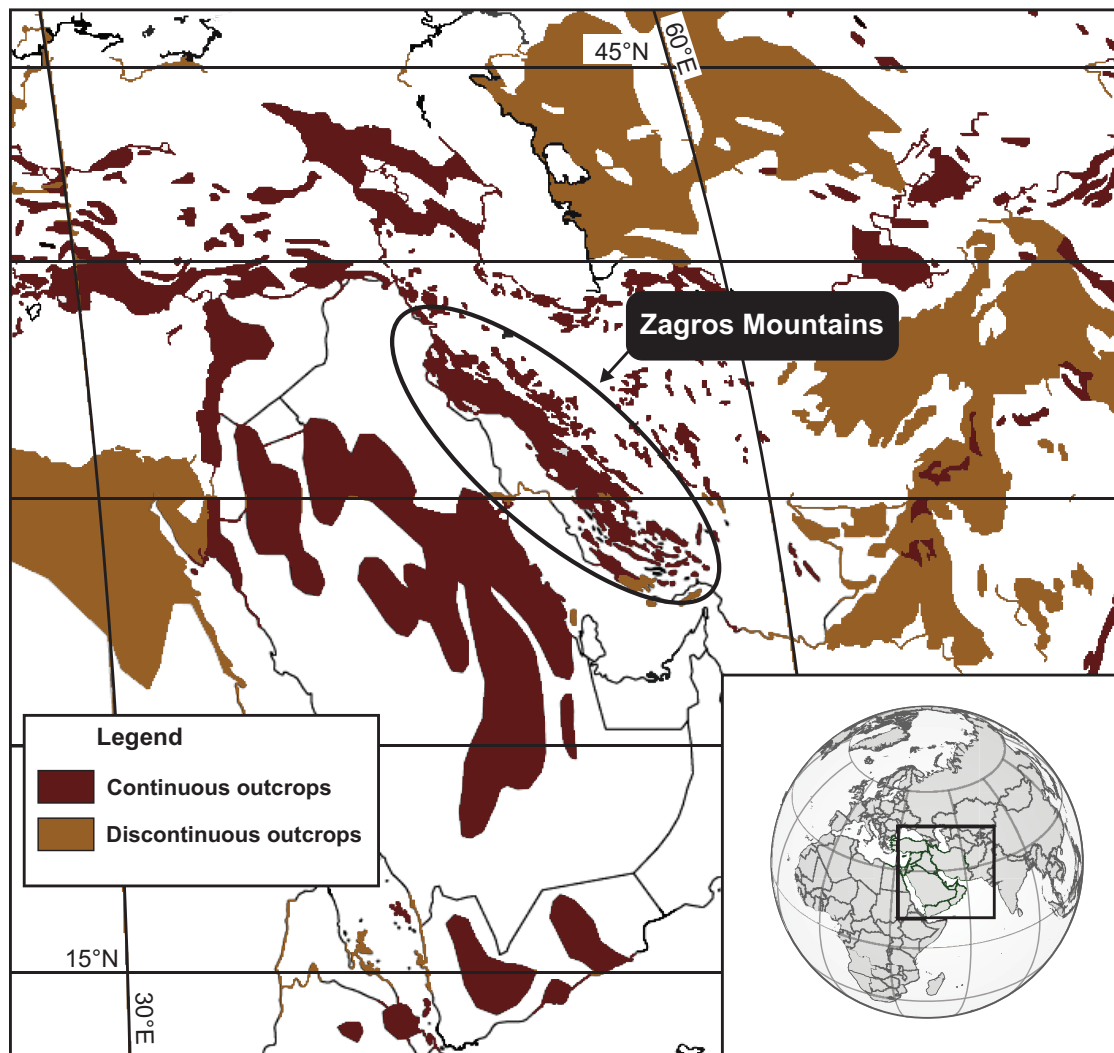 45°N
60°E
Zagros Mountains
Legend
Continuous outcrops
Discontinuous outcrops
15°N
30°E